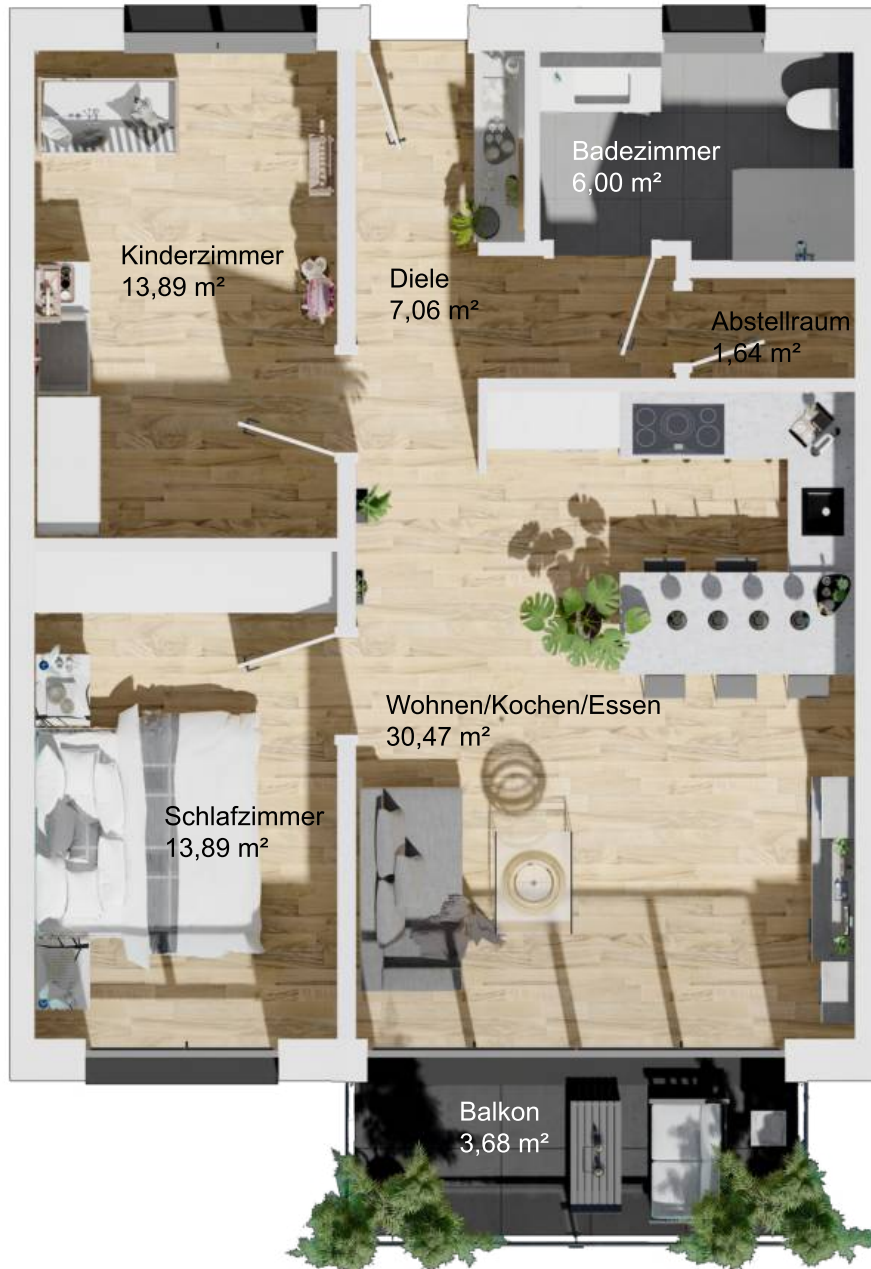 Badezimmer
6,00 m²
Kinderzimmer
13,89 m²
Diele
7,06 m²
Abstellraum
1,64 m²
Wohnen/Kochen/Essen
30,47 m²
Schlafzimmer
13,89 m²
Balkon
3,68 m²